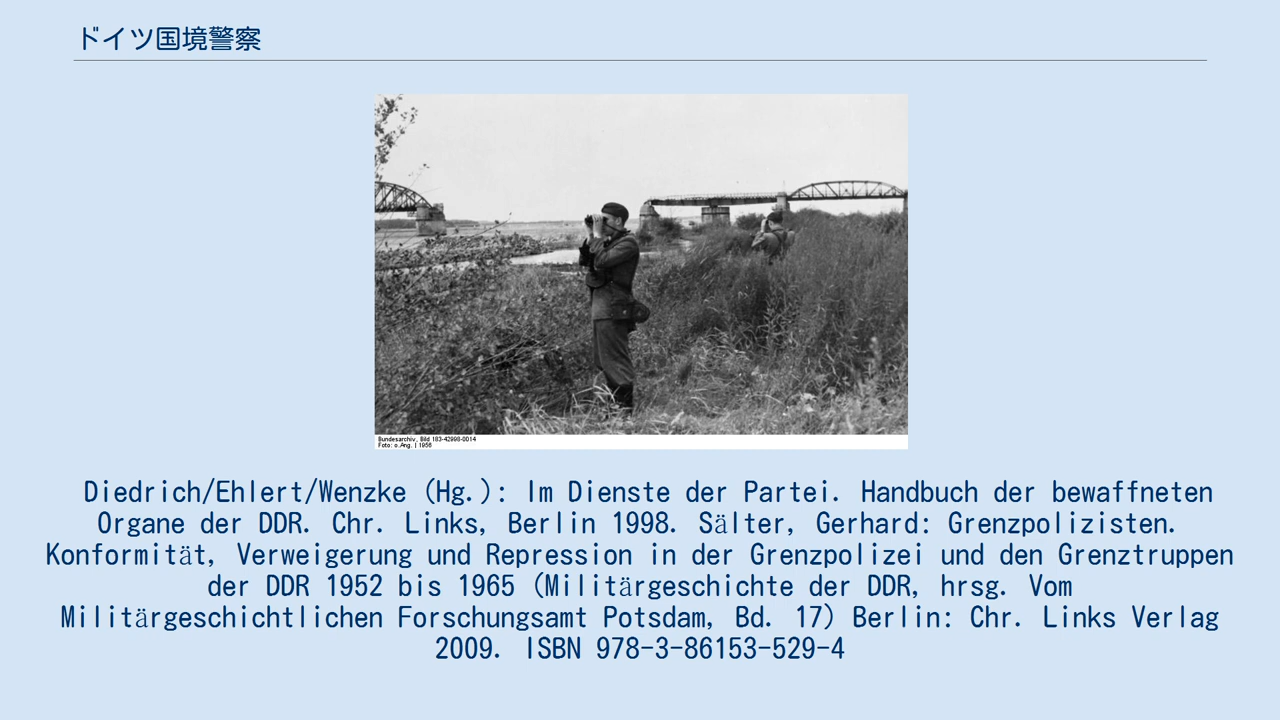 ドイツ国境警察
Bundesarchiv, Bild 183-42998-0014
Foto: o.Ang. | 1956
Diedrich/Ehlert/Wenzke (Hg.): Im Dienste der Partei. Handbuch der bewaffneten
Organe der DDR. Chr. Links, Berlin 1998. Sälter, Gerhard: Grenzpolizisten.
Konformität, Verweigerung und Repression in der Grenzpolizei und den Grenztruppen
der DDR 1952 bis 1965 (Militärgeschichte der DDR, hrsg. Vom
Militärgeschichtlichen Forschungsamt Potsdam, Bd. 17) Berlin: Chr. Links Verlag
2009. ISBN 978-3-86153-529-4